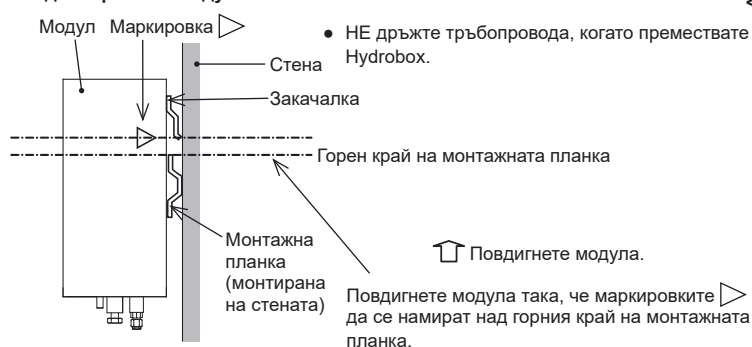 Модул
Маркировка
● НЕ дръжте тръбопровода, когато премествате
Hydrobox.
Стена
Закачалка
Горен край на монтажната планка
Монтажна
планка
(монтирана
на стената)
Повдигнете модула.
Повдигнете модула така, че маркировките
да се намират над горния край на монтажната
планка.